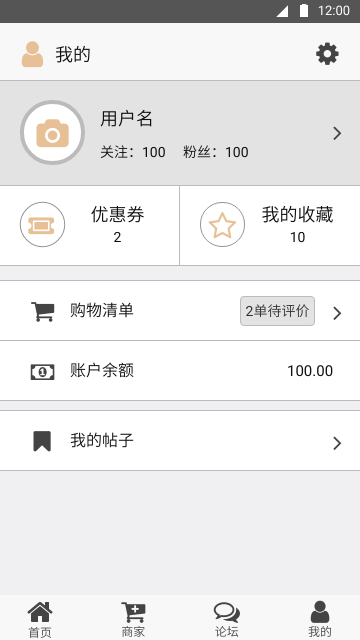 12:00
我的
用户名
关注：100 粉丝：100
优惠券
2
我的收藏
10
购物清单 2单待评价
账户余额 100.00
我的帖子
首页 商家 论坛 我的